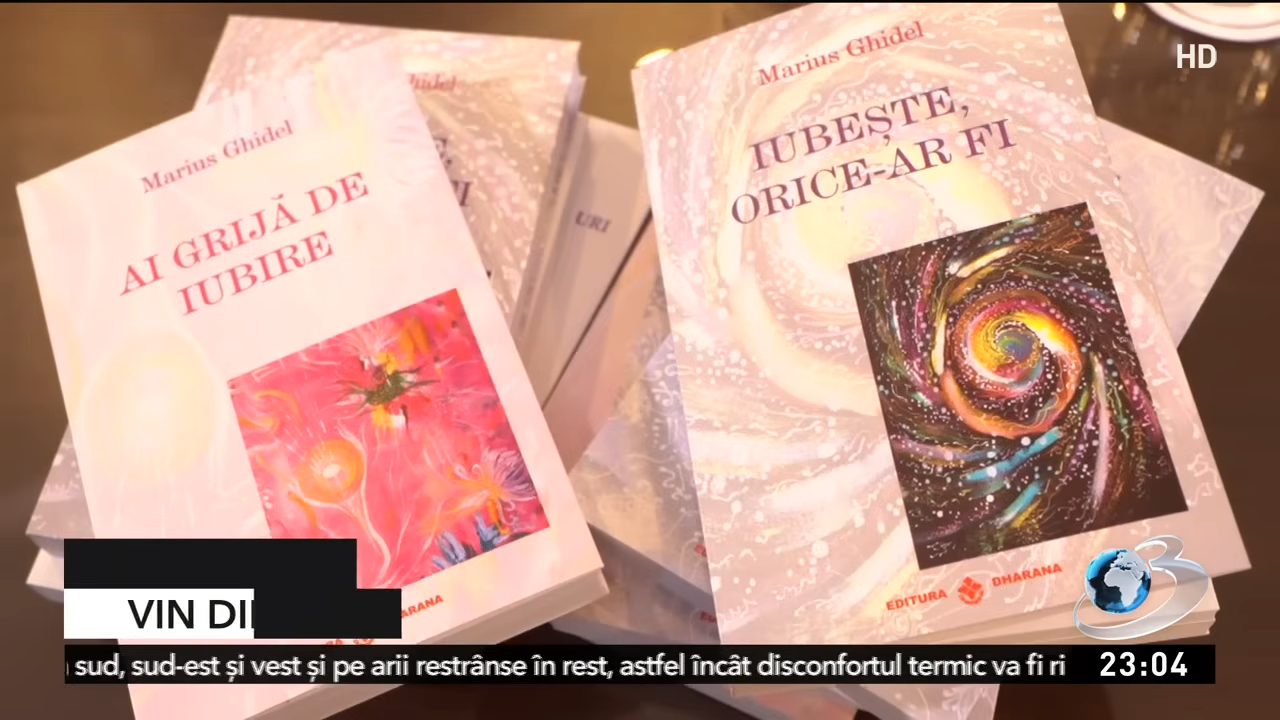 HD
Marius Ghidel
AI GRIJĂ DE
IUBIRE
Marius Ghidel
IUBEȘTE,
ORICE-AR FI
URI
EDITURA DHARANA
VIN DI
sud, sud-est și vest și pe arii restrânse în rest, astfel încât disconfortul termic va fi ri
23:04
3